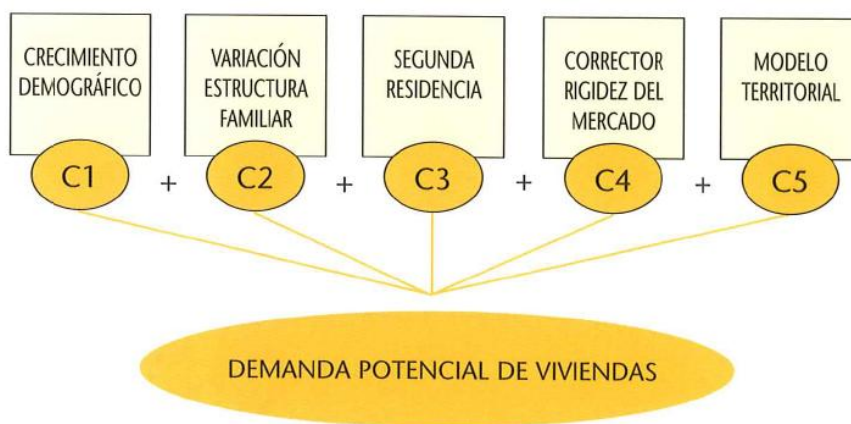 CRECIMIENTO
DEMOGRÁFICO
VARIACIÓN
ESTRUCTURA
FAMILIAR
SEGUNDA
RESIDENCIA
CORRECTOR
RIGIDEZ DEL
MERCADO
MODELO
TERRITORIAL
C1 + C2 + C3 + C4 + C5
DEMANDA POTENCIAL DE VIVIENDAS